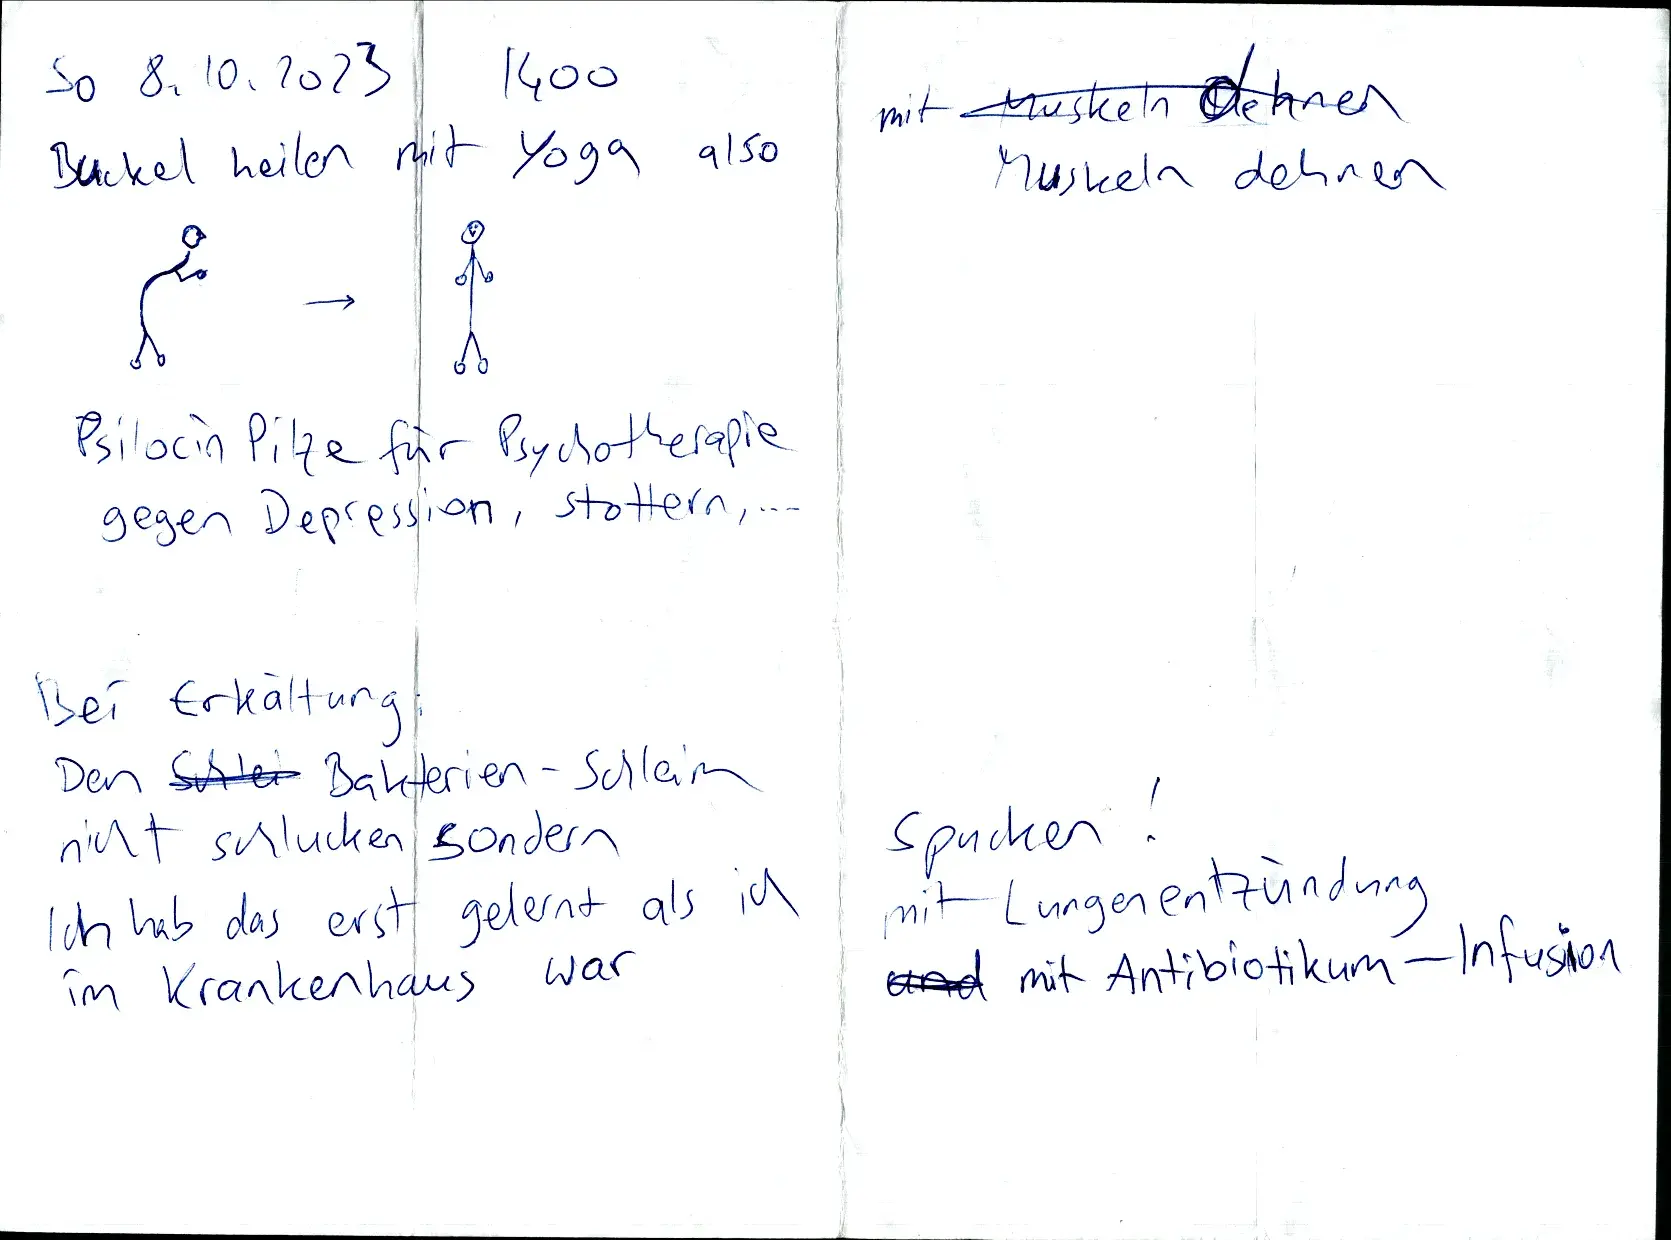 So 8.10.2023 1400
Buckel heilen mit Yoga also mit Muskeln dehnen
Muskeln dehnen
Psilocin Pilze für Psychotherapie
gegen Depression, stottern, ...
Bei Erkältung:
Den Schlei Bakterien-Schleim
nicht schlucken sondern spucken!
Ich hab das erst gelernt als ich mit Lungenentzündung
im Krankenhaus war und mit Antibiotikum-Infusion